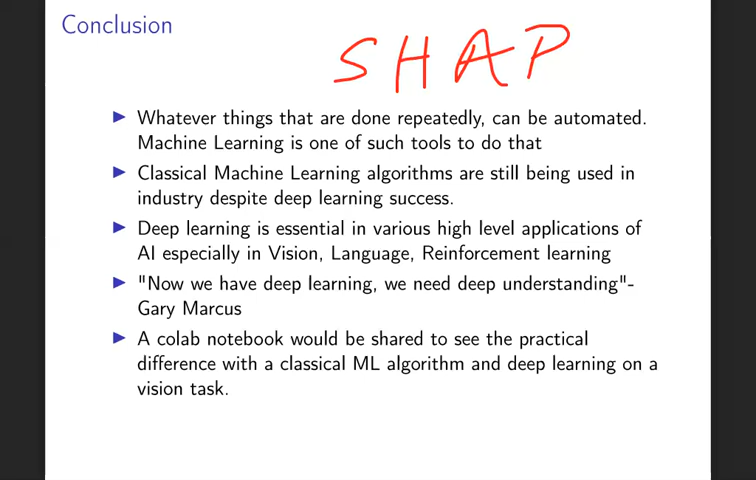 Conclusion
SHAP
Whatever things that are done repeatedly, can be automated.
Machine Learning is one of such tools to do that
Classical Machine Learning algorithms are still being used in
industry despite deep learning success.
Deep learning is essential in various high level applications of
AI especially in Vision, Language, Reinforcement learning
"Now we have deep learning, we need deep understanding"-
Gary Marcus
A colab notebook would be shared to see the practical
difference with a classical ML algorithm and deep learning on a
vision task.